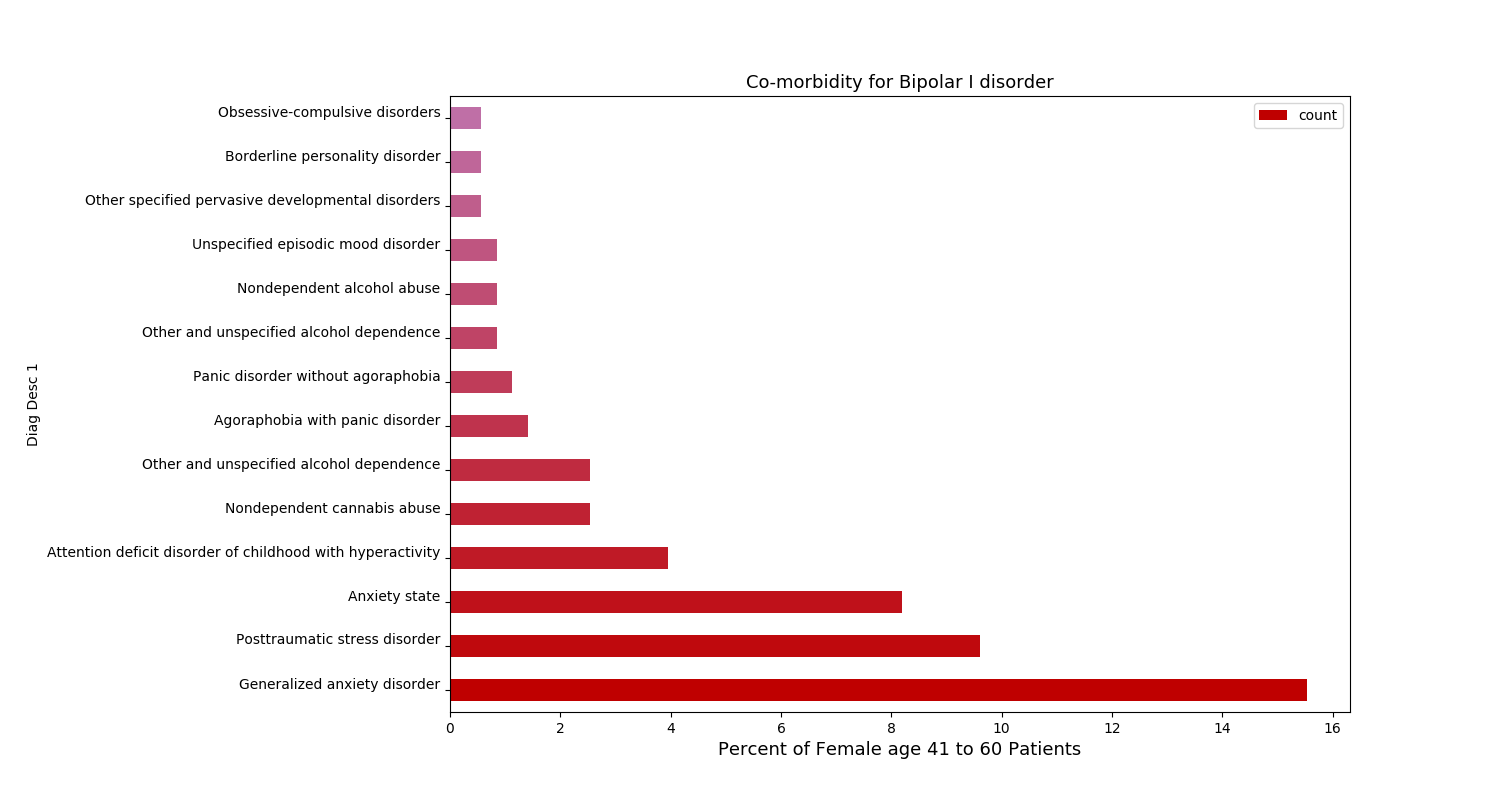 Co-morbidity for Bipolar I disorder
count
Obsessive-compulsive disorders
Borderline personality disorder
Other specified pervasive developmental disorders
Unspecified episodic mood disorder
Nondependent alcohol abuse
Other and unspecified alcohol dependence
Panic disorder without agoraphobia
Agoraphobia with panic disorder
Other and unspecified alcohol dependence
Nondependent cannabis abuse
Attention deficit disorder of childhood with hyperactivity
Anxiety state
Posttraumatic stress disorder
Generalized anxiety disorder
Diag Desc 1
0 2 4 6 8 10 12 14 16
Percent of Female age 41 to 60 Patients